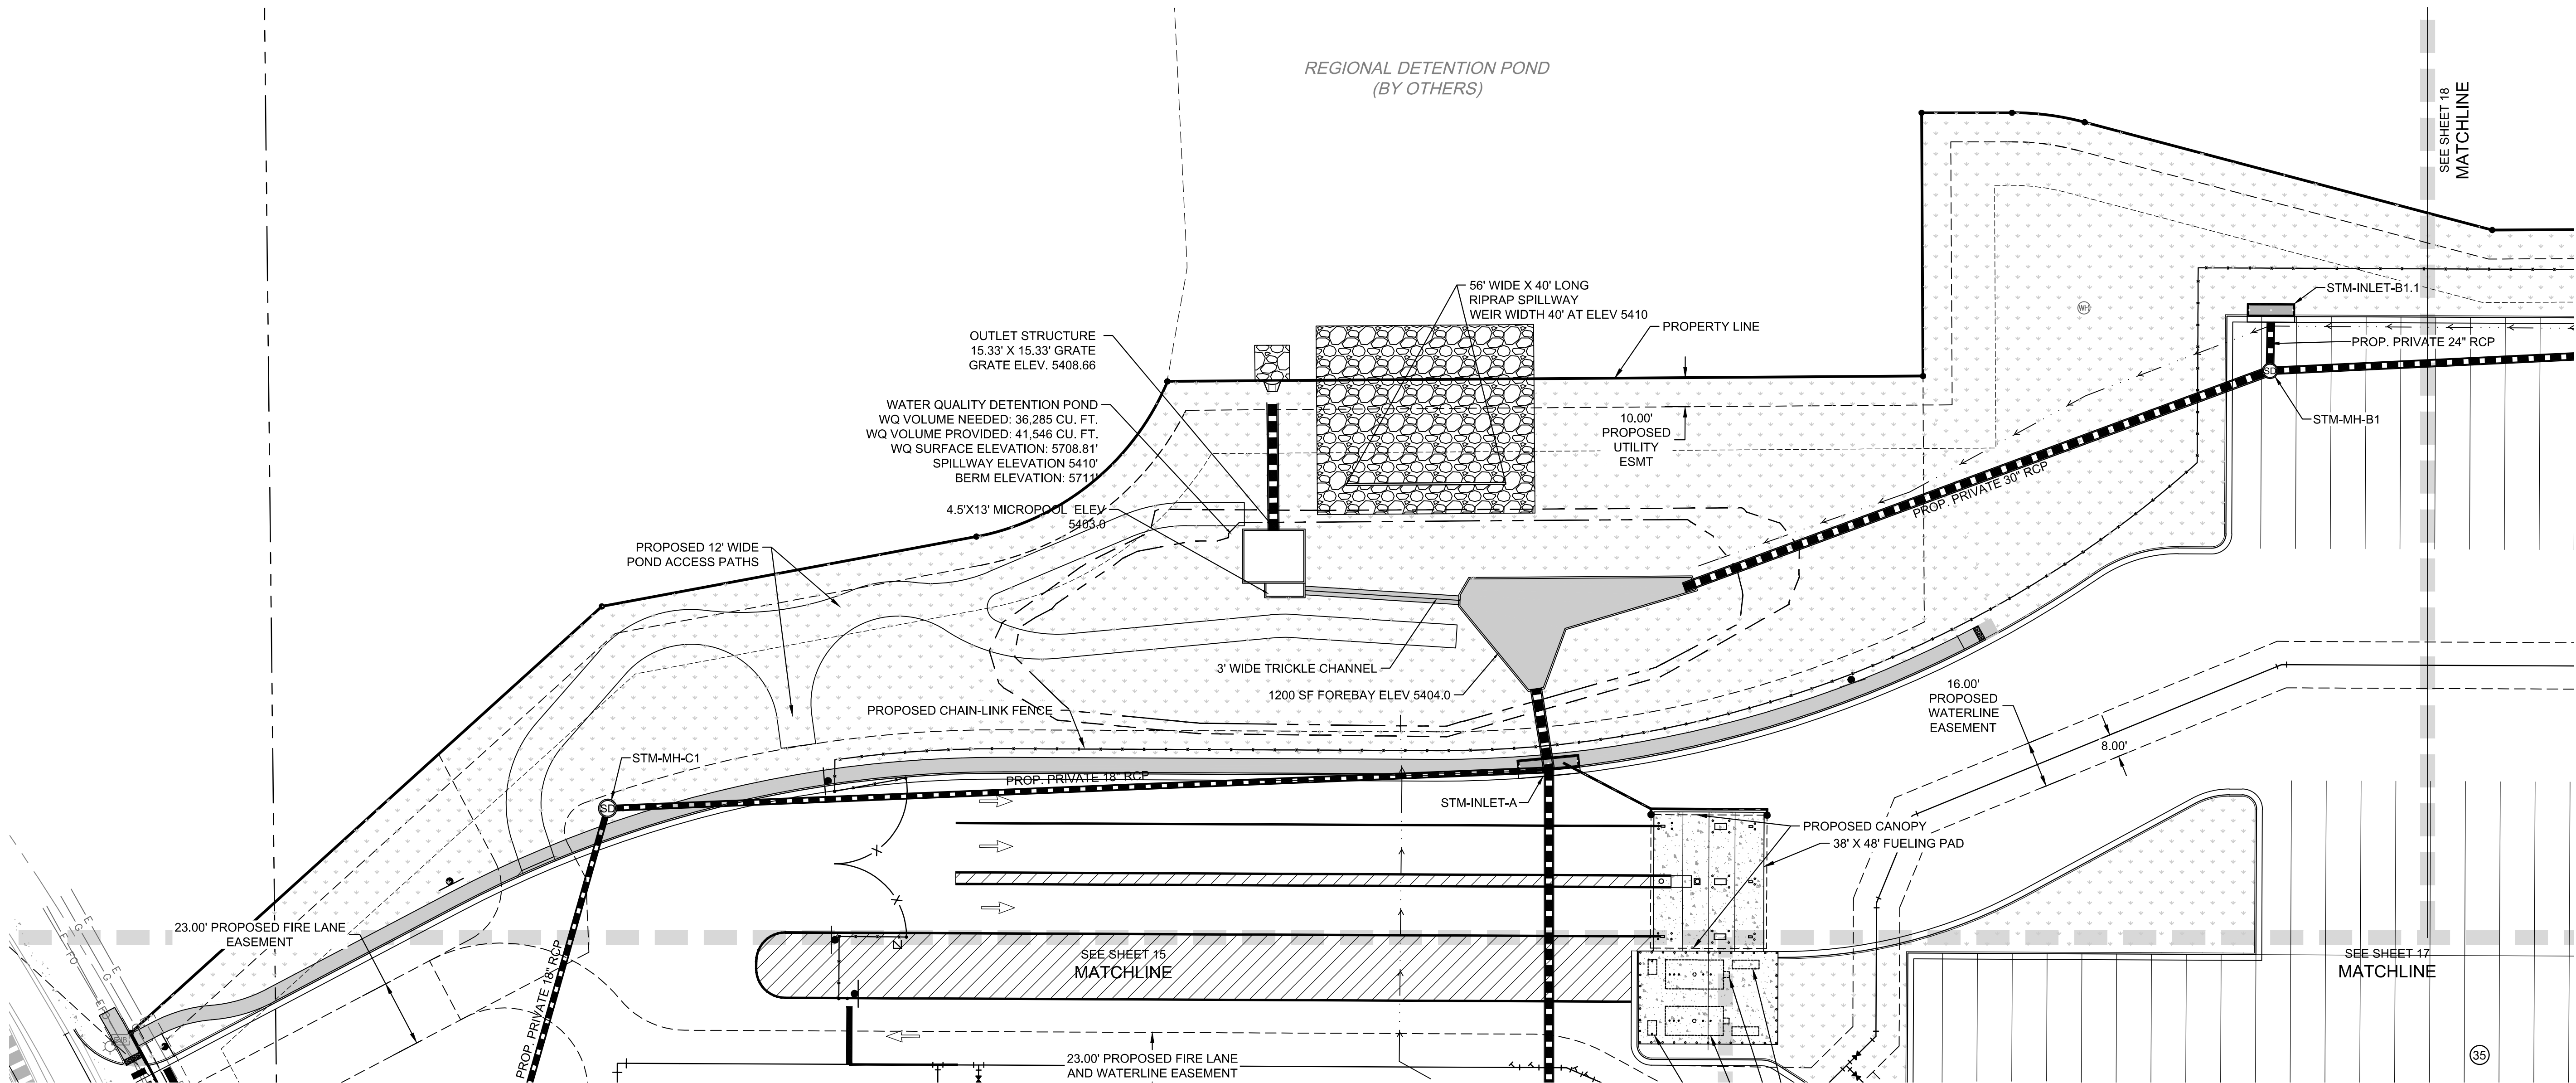 REGIONAL DETENTION POND
(BY OTHERS)
SEE SHEET 18
MATCHLINE
56' WIDE X 40' LONG
RIPRAP SPILLWAY
WEIR WIDTH 40' AT ELEV 5410
PROPERTY LINE
OUTLET STRUCTURE
15.33' X 15.33' GRATE
GRATE ELEV. 5408.66
WATER QUALITY DETENTION POND
WQ VOLUME NEEDED: 36,285 CU. FT.
WQ VOLUME PROVIDED: 41,546 CU. FT.
WQ SURFACE ELEVATION: 5708.81'
SPILLWAY ELEVATION 5410'
BERM ELEVATION: 5711'
4.5'X13' MICROPOOL ELEV
5403.0
10.00'
PROPOSED
UTILITY
ESMT
WH
STM-INLET-B1.1
PROP. PRIVATE 24" RCP
SD
STM-MH-B1
PROP. PRIVATE 30" RCP
PROPOSED 12' WIDE
POND ACCESS PATHS
3' WIDE TRICKLE CHANNEL
1200 SF FOREBAY ELEV 5404.0
PROPOSED CHAIN-LINK FENCE
16.00'
PROPOSED
WATERLINE
EASEMENT
8.00'
STM-MH-C1
SD
PROP. PRIVATE 18" RCP
STM-INLET-A
PROPOSED CANOPY
38' X 48' FUELING PAD
23.00' PROPOSED FIRE LANE
EASEMENT
PROP. PRIVATE 18" RCP
SEE SHEET 15
MATCHLINE
SEE SHEET 17
MATCHLINE
23.00' PROPOSED FIRE LANE
AND WATERLINE EASEMENT
35